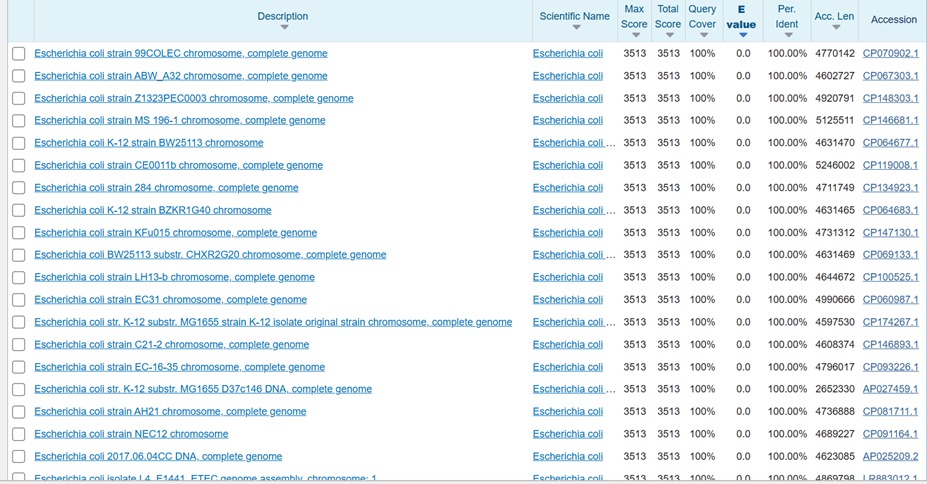 Description Scientific Name Max Score Total Score Query Cover E value Per. Ident Acc. Len Accession
Escherichia coli strain 99COLEC chromosome, complete genome Escherichia coli 3513 3513 100% 0.0 100.00% 4770142 CP070902.1
Escherichia coli strain ABW_A32 chromosome, complete genome Escherichia coli 3513 3513 100% 0.0 100.00% 4602727 CP067303.1
Escherichia coli strain Z1323PEC0003 chromosome, complete genome Escherichia coli 3513 3513 100% 0.0 100.00% 4920791 CP148303.1
Escherichia coli strain MS 196-1 chromosome, complete genome Escherichia coli 3513 3513 100% 0.0 100.00% 5125511 CP146681.1
Escherichia coli K-12 strain BW25113 chromosome Escherichia coli ... 3513 3513 100% 0.0 100.00% 4631470 CP064677.1
Escherichia coli strain CE0011b chromosome, complete genome Escherichia coli 3513 3513 100% 0.0 100.00% 5246002 CP119008.1
Escherichia coli strain 284 chromosome, complete genome Escherichia coli 3513 3513 100% 0.0 100.00% 4711749 CP134923.1
Escherichia coli K-12 strain BZKR1G40 chromosome Escherichia coli ... 3513 3513 100% 0.0 100.00% 4631465 CP064683.1
Escherichia coli strain KFu015 chromosome, complete genome Escherichia coli 3513 3513 100% 0.0 100.00% 4731312 CP147130.1
Escherichia coli BW25113 substr. CHXR2G20 chromosome, complete genome Escherichia coli ... 3513 3513 100% 0.0 100.00% 4631469 CP069133.1
Escherichia coli strain LH13-b chromosome, complete genome Escherichia coli 3513 3513 100% 0.0 100.00% 4644672 CP100525.1
Escherichia coli strain EC31 chromosome, complete genome Escherichia coli 3513 3513 100% 0.0 100.00% 4990666 CP060987.1
Escherichia coli str. K-12 substr. MG1655 strain K-12 isolate original strain chromosome, complete genome Escherichia coli ... 3513 3513 100% 0.0 100.00% 4597530 CP174267.1
Escherichia coli strain C21-2 chromosome, complete genome Escherichia coli 3513 3513 100% 0.0 100.00% 4608374 CP146893.1
Escherichia coli strain EC-16-35 chromosome, complete genome Escherichia coli 3513 3513 100% 0.0 100.00% 4796017 CP093226.1
Escherichia coli str. K-12 substr. MG1655 D37c146 DNA, complete genome Escherichia coli ... 3513 3513 100% 0.0 100.00% 2652330 AP027459.1
Escherichia coli strain AH21 chromosome, complete genome Escherichia coli 3513 3513 100% 0.0 100.00% 4736888 CP081711.1
Escherichia coli strain NEC12 chromosome Escherichia coli 3513 3513 100% 0.0 100.00% 4689227 CP091164.1
Escherichia coli 2017.06.04CC DNA, complete genome Escherichia coli 3513 3513 100% 0.0 100.00% 4623085 AP025209.2
Escherichia coli isolate L4_E1441_ETEC genome assembly, chromosome: 1 Escherichia coli 3513 3513 100% 0.0 100.00% 4869798 LR883012.1